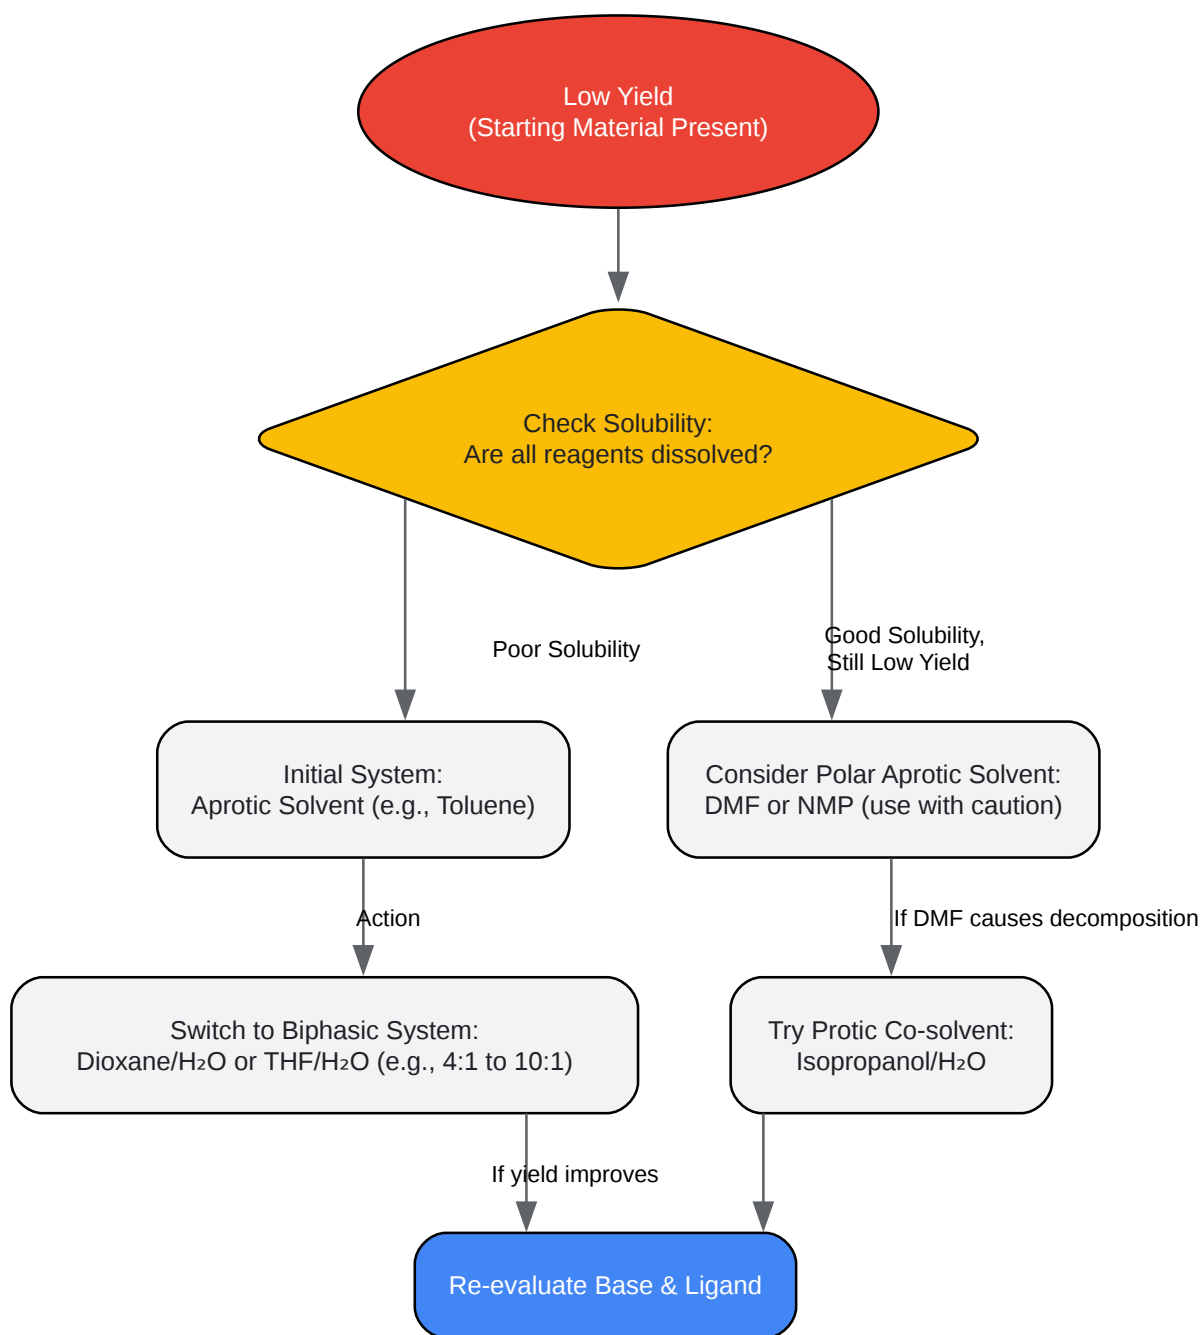 Low Yield
(Starting Material Present)
Check Solubility:
Are all reagents dissolved?
Poor Solubility
Good Solubility,
Still Low Yield
Initial System:
Aprotic Solvent (e.g., Toluene)
Consider Polar Aprotic Solvent:
DMF or NMP (use with caution)
Action
If DMF causes decomposition
Switch to Biphasic System:
Dioxane/H₂O or THF/H₂O (e.g., 4:1 to 10:1)
Try Protic Co-solvent:
Isopropanol/H₂O
If yield improves
Re-evaluate Base & Ligand